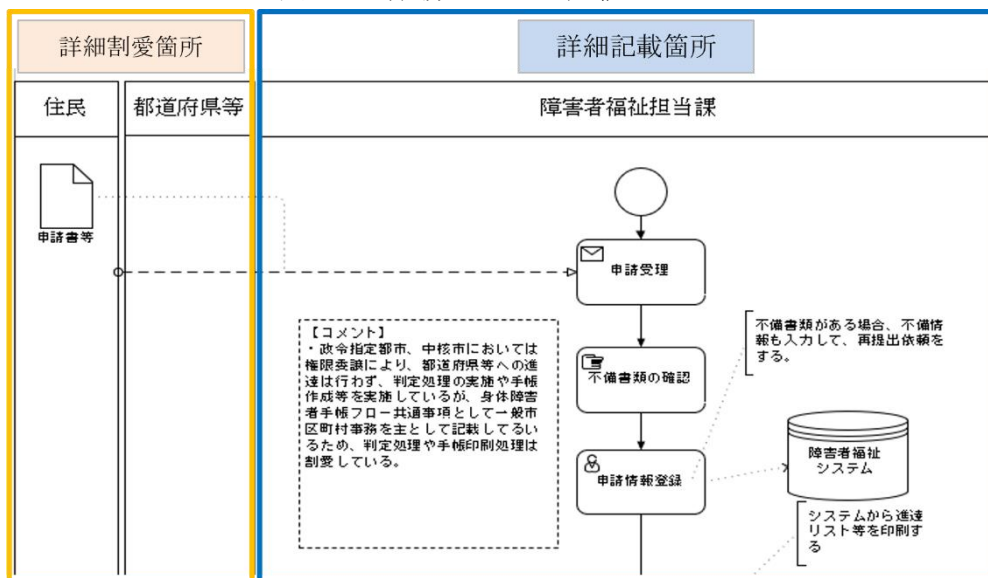 詳細割愛箇所
詳細記載箇所
住民
都道府県等
障害者福祉担当課
申請書等
申請受理
【コメント】
・政令指定都市、中核市においては
権限委譲により、都道府県等への進
達は行わず、判定処理の実施や手帳
作成等を実施しているが、身体障害
者手帳フロー共通事項として一般市
区町村事務を主として記載してるい
るため、判定処理や手帳印刷処理は
割愛している。
不備書類の確認
不備書類がある場合、不備情
報も入力して、再提出依頼を
する。
申請情報登録
障害者福祉
システム
システムから進達
リスト等を印刷す
る